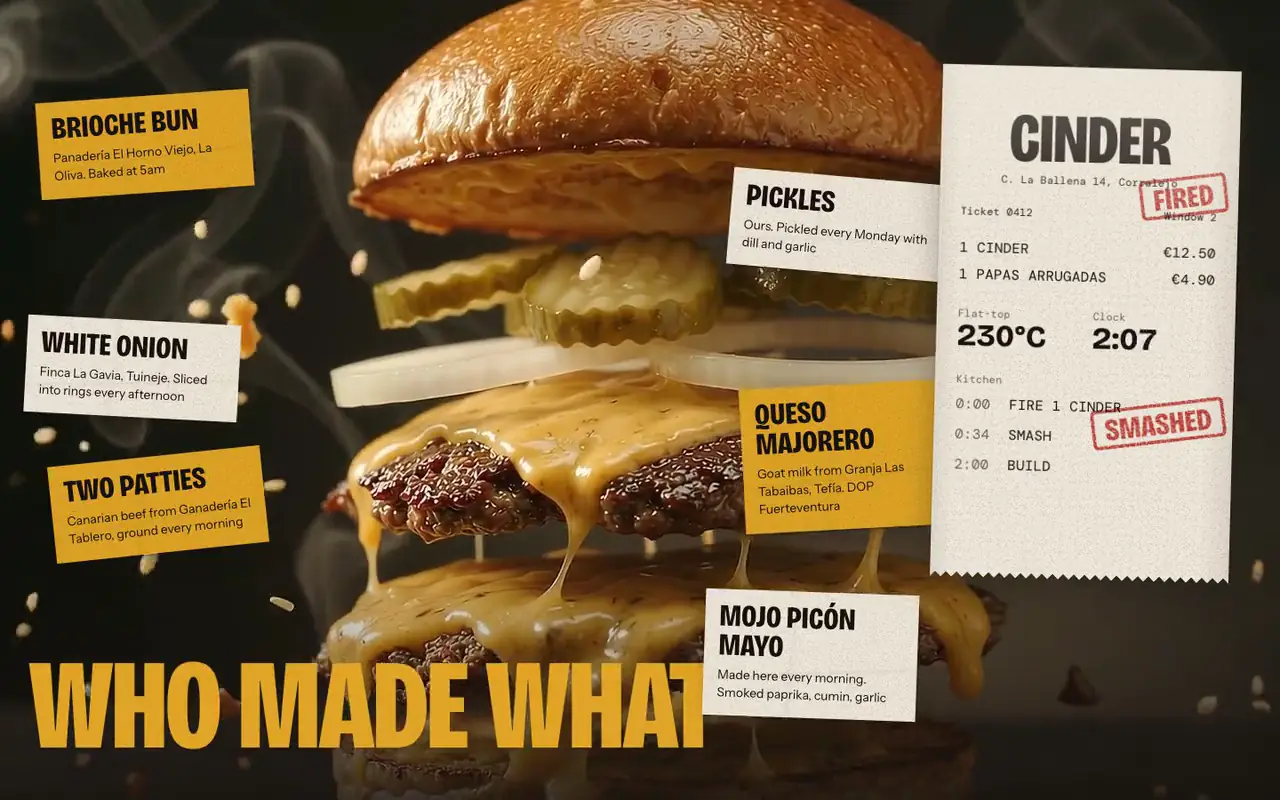 BRIOCHE BUN
Panadería El Horno Viejo, La
Oliva. Baked at 5am
WHITE ONION
Finca La Gavia, Tuineje. Sliced
into rings every afternoon
TWO PATTIES
Canarian beef from Ganadería El
Tablero, ground every morning
PICKLES
Ours. Pickled every Monday with
dill and garlic
QUESO
MAJORERO
Goat milk from Granja Las
Tabaibas, Tefía. DOP
Fuerteventura
MOJO PICÓN
MAYO
Made here every morning.
Smoked paprika, cumin, garlic
WHO MADE WHAT
CINDER
C. La Ballena 14, Corralejo
FIRED
Ticket 0412
Window 2
1 CINDER €12.50
1 PAPAS ARRUGADAS €4.90
Flat-top Clock
230°C 2:07
Kitchen
0:00 FIRE 1 CINDER
0:34 SMASH
SMASHED
2:00 BUILD